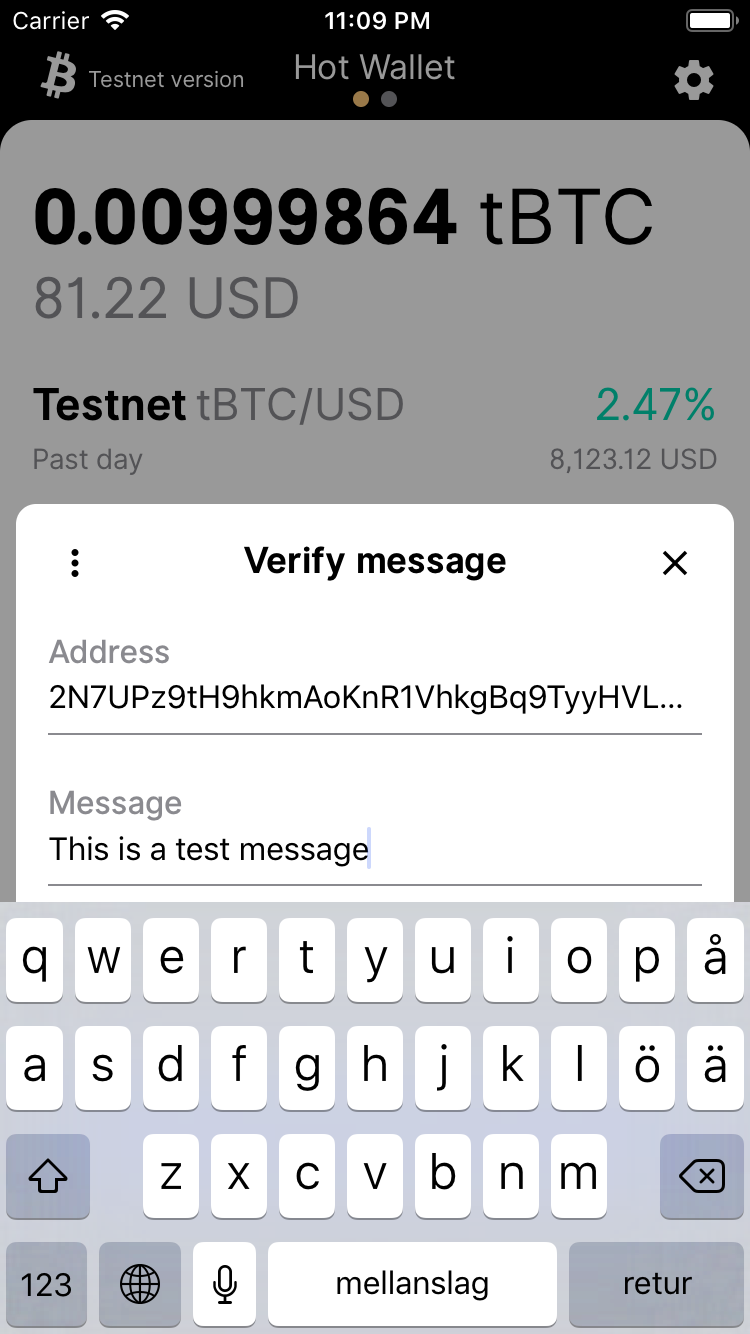 Carrier 11:09 PM
Testnet version Hot Wallet
0.00999864 tBTC
81.22 USD
Testnet tBTC/USD 2.47%
Past day 8,123.12 USD
Verify message
Address
2N7UPz9tH9hkmAoKnR1VhkgBq9TyyHVL...
Message
This is a test message
q w e r t y u i o p å
a s d f g h j k l ö ä
z x c v b n m
123 mellanslag retur